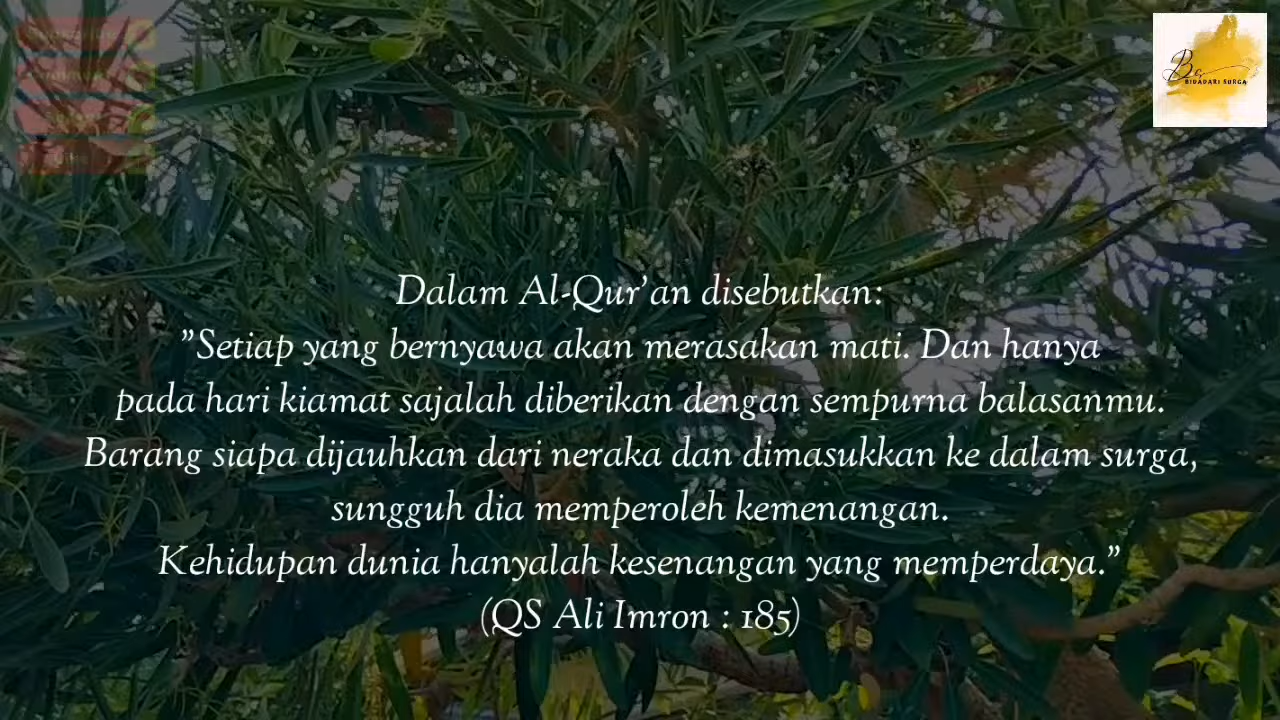 BIDADARI SURGA
Dalam Al-Qur'an disebutkan:
"Setiap yang bernyawa akan merasakan mati. Dan hanya
pada hari kiamat sajalah diberikan dengan sempurna balasanmu.
Barang siapa dijauhkan dari neraka dan dimasukkan ke dalam surga,
sungguh dia memperoleh kemenangan.
Kehidupan dunia hanyalah kesenangan yang memperdaya."
(QS Ali Imron : 185)